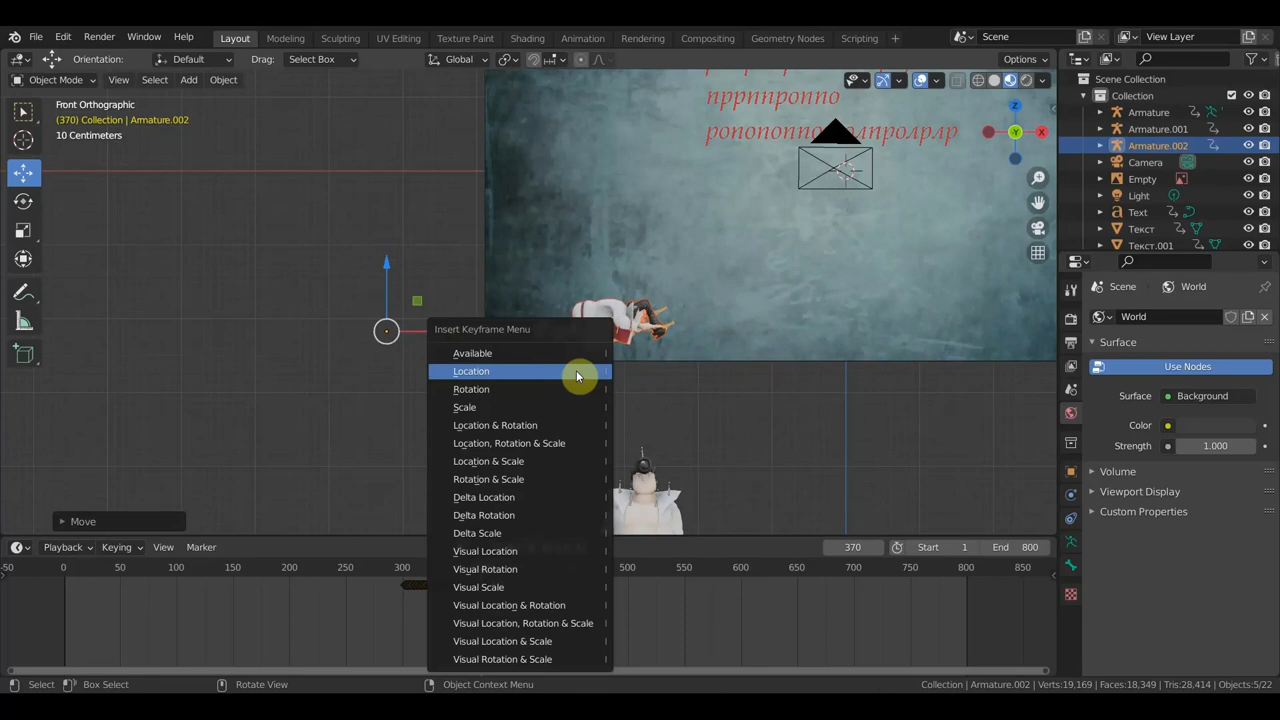 File Edit Render Window Help Layout Modeling Sculpting UV Editing Texture Paint Shading Animation Rendering Compositing Geometry Nodes Scripting + Scene View Layer
Orientation: Default Drag: Select Box Global Options
Object Mode View Select Add Object
Front Orthographic
(370) Collection | Armature.002
10 Centimeters
прриппроппо
Z
X
-Y
Scene Collection
Collection
Armature
Armature.001
Armature.002
Camera
Empty
Light
Text
Текст
Текст.001
Scene World
World
Surface
Use Nodes
Surface Background
Color
Strength 1.000
Volume
Viewport Display
Custom Properties
Insert Keyframe Menu
Available I
Location I
Rotation I
Scale I
Location & Rotation I
Location, Rotation & Scale I
Location & Scale I
Rotation & Scale I
Delta Location I
Delta Rotation I
Delta Scale I
Visual Location I
Visual Rotation I
Visual Scale I
Visual Location & Rotation I
Visual Location, Rotation & Scale I
Visual Location & Scale I
Visual Rotation & Scale I
Move
Playback Keying View Marker 370 Start 1 End 800
-50 0 50 100 150 200 250 300 500 550 600 650 700 750 800 850
Select Box Select Rotate View Object Context Menu Collection | Armature.002 | Verts:19,169 | Faces:18,349 | Tris:28,414 | Objects:5/22